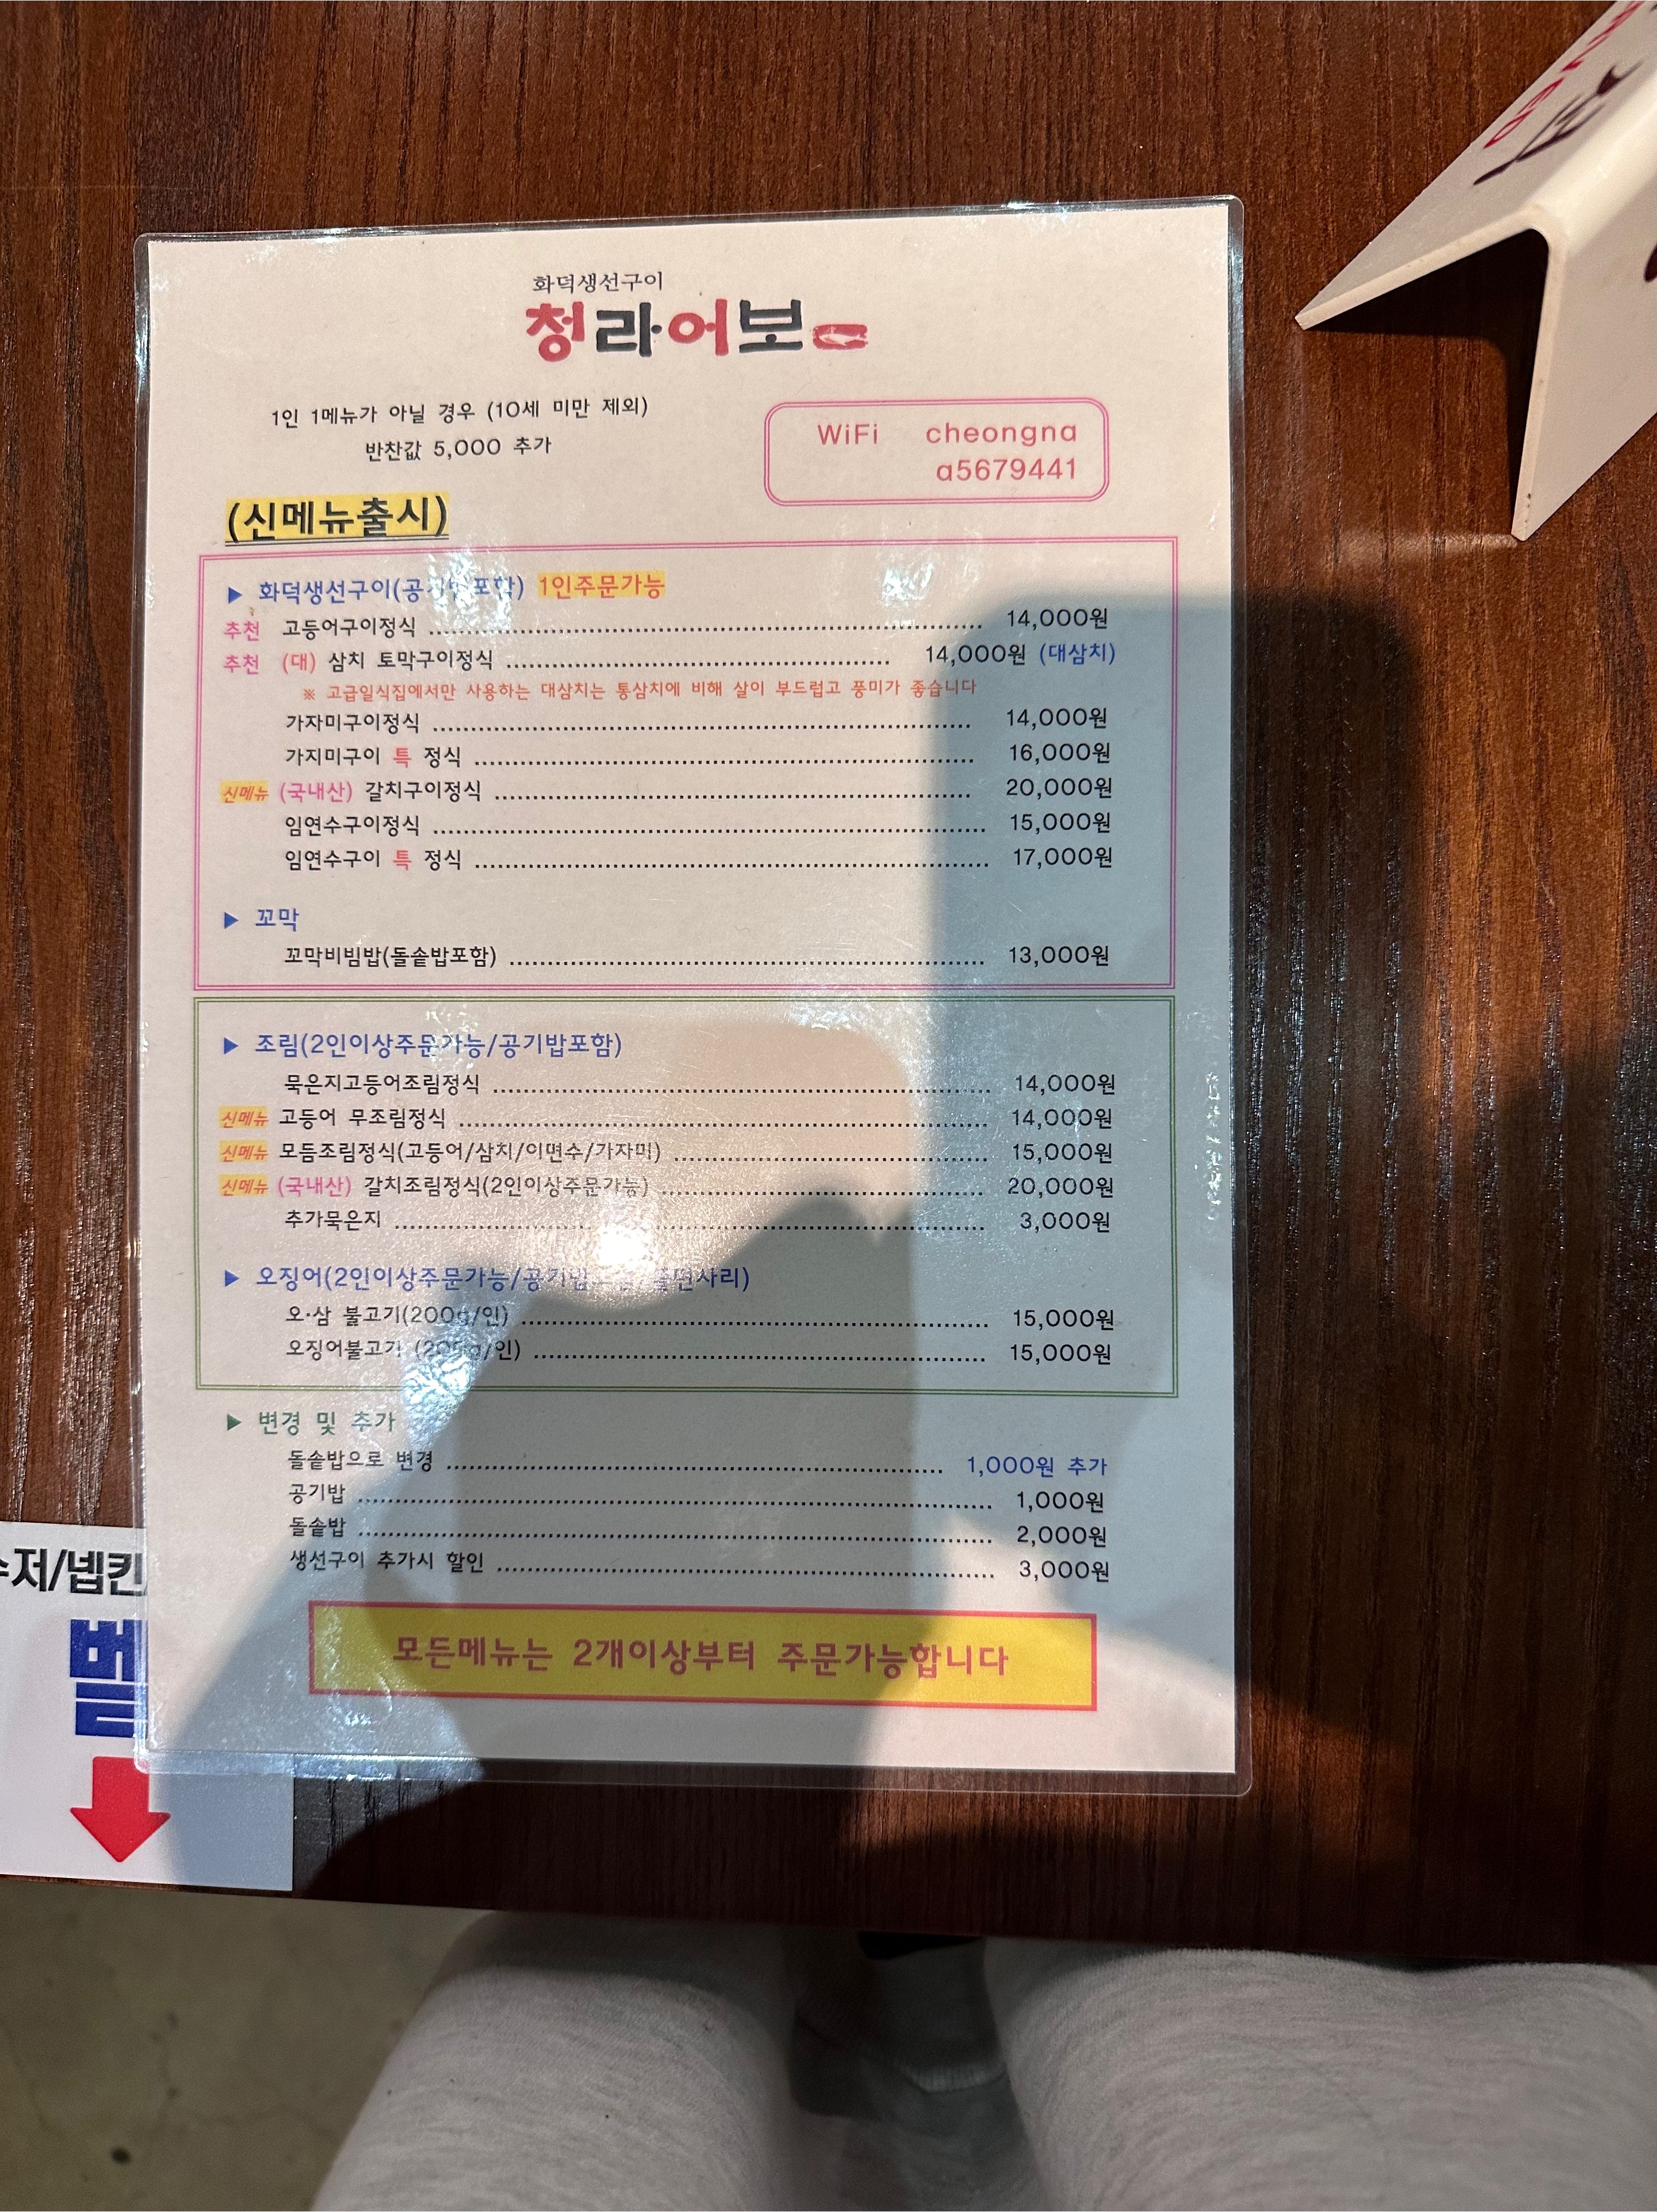 화덕생선구이
청라어보
1인 1메뉴가 아닐 경우 (10세 미만 제외)
반찬값 5,000 추가
WiFi cheongna
a5679441
(신메뉴출시)
▶ 화덕생선구이(공기밥포함) 1인주문가능
추천 고등어구이정식 14,000원
추천 (대) 삼치 토막구이정식 14,000원 (대삼치)
※ 고급일식집에서만 사용하는 대삼치는 통삼치에 비해 살이 부드럽고 풍미가 좋습니다
가자미구이정식 14,000원
가지미구이 특 정식 16,000원
신메뉴 (국내산) 갈치구이정식 20,000원
임연수구이정식 15,000원
임연수구이 특 정식 17,000원
▶ 꼬막
꼬막비빔밥(돌솥밥포함) 13,000원
▶ 조림(2인이상주문가능/공기밥포함)
묵은지고등어조림정식 14,000원
신메뉴 고등어 무조림정식 14,000원
신메뉴 모듬조림정식(고등어/삼치/이면수/가자미) 15,000원
신메뉴 (국내산) 갈치조림정식(2인이상주문가능) 20,000원
추가묵은지 3,000원
▶ 오징어(2인이상주문가능/공기밥포함/쫄면사리)
오·삼 불고기(200g/인) 15,000원
오징어불고기 (200g/인) 15,000원
▶ 변경 및 추가
돌솥밥으로 변경 1,000원 추가
공기밥 1,000원
돌솥밥 2,000원
생선구이 추가시 할인 3,000원
모든메뉴는 2개이상부터 주문가능합니다
수저/넵킨
벨